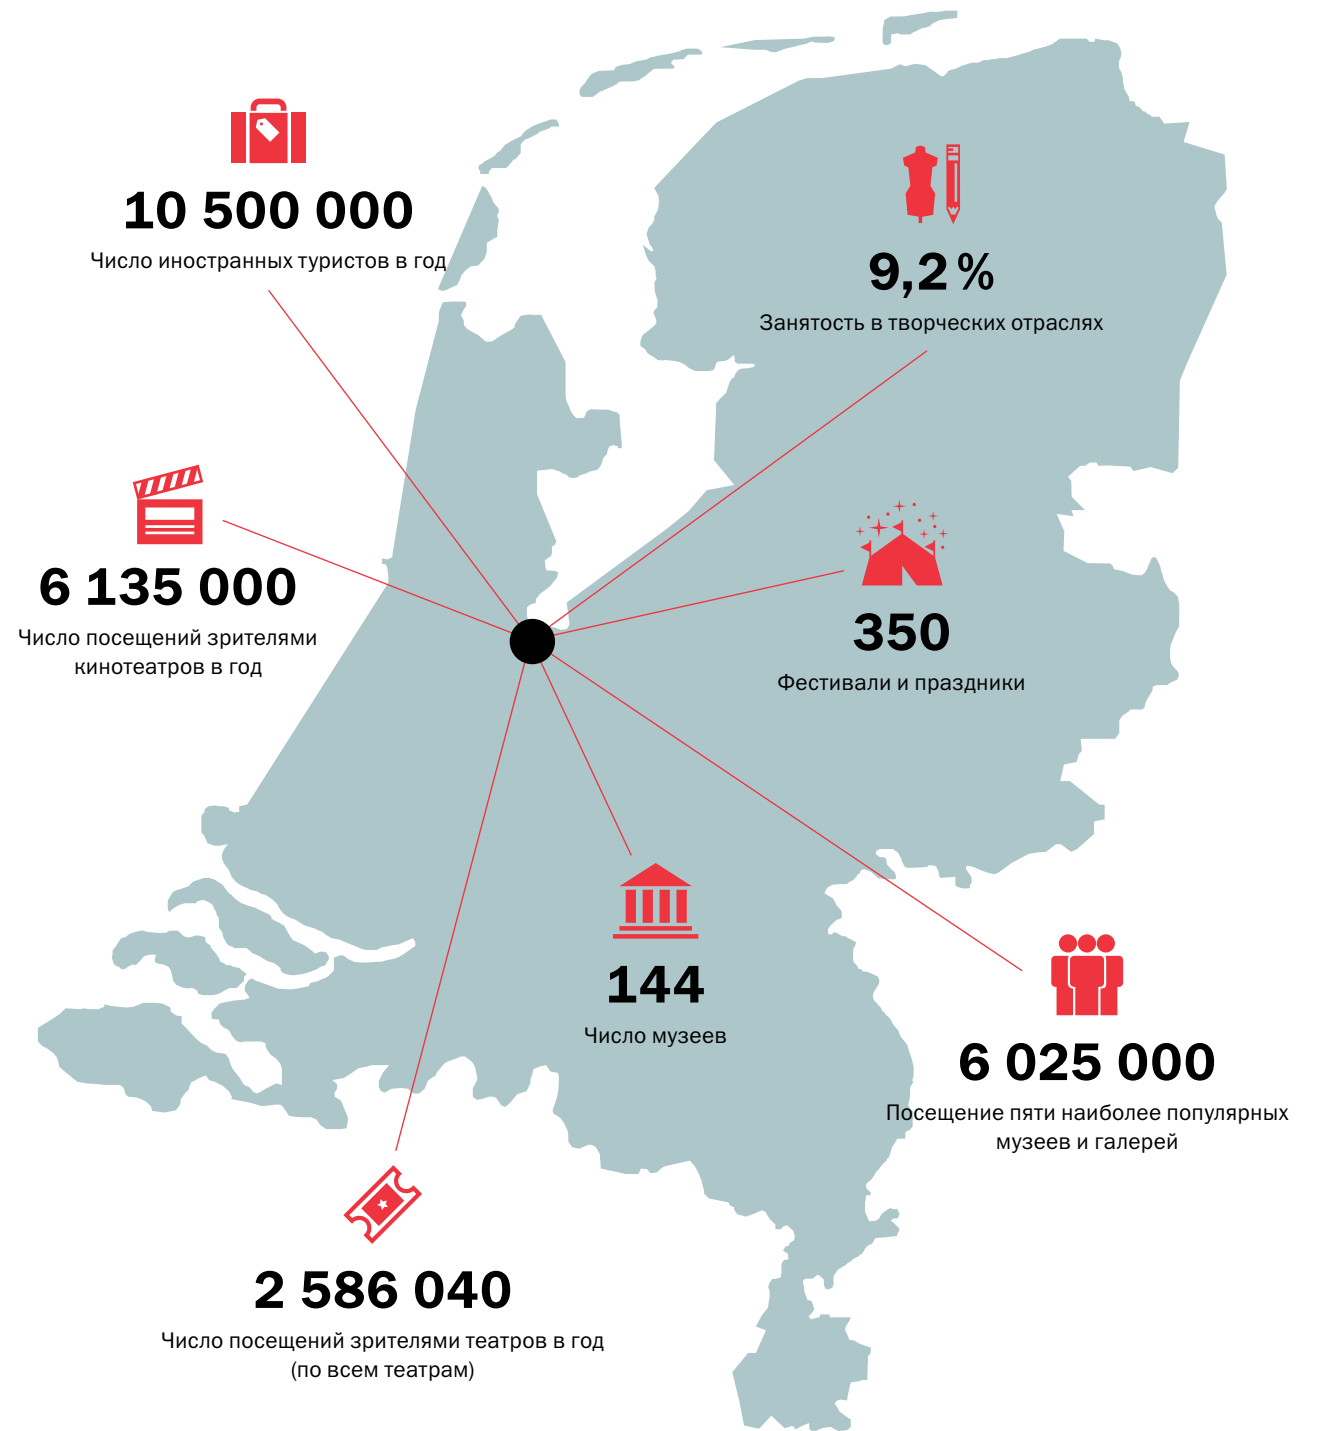 10 500 000
Число иностранных туристов в год
9,2 %
Занятость в творческих отраслях
6 135 000
Число посещений зрителями
кинотеатров в год
350
Фестивали и праздники
144
Число музеев
6 025 000
Посещение пяти наиболее популярных
музеев и галерей
2 586 040
Число посещений зрителями театров в год
(по всем театрам)